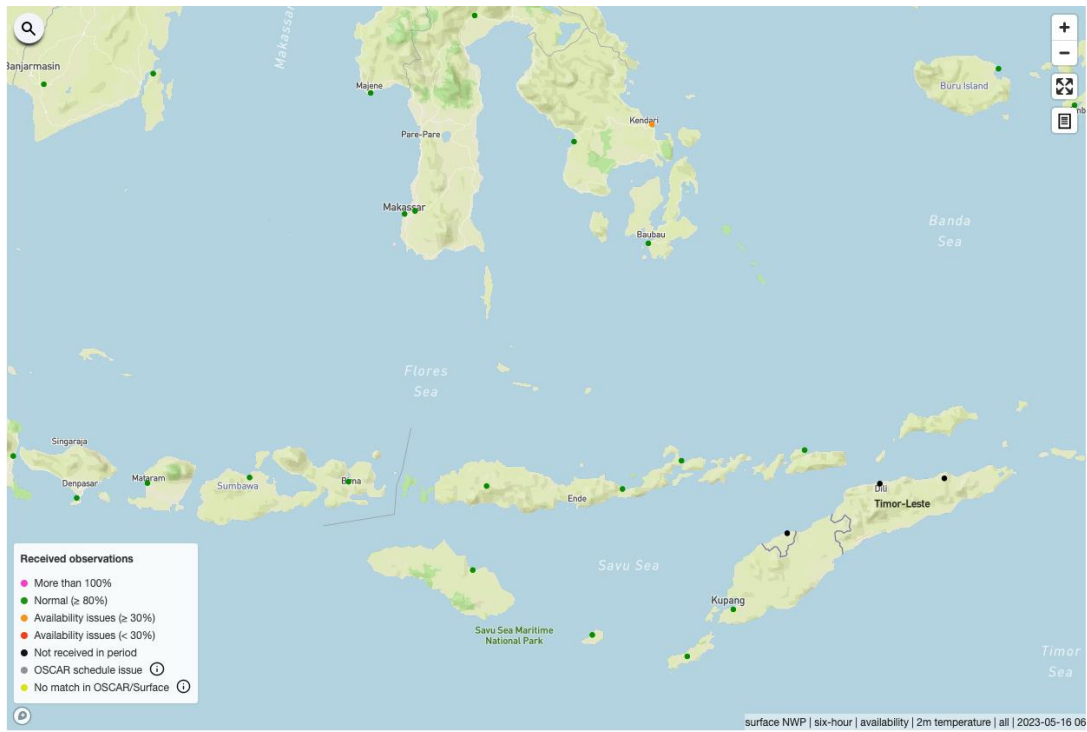 Makassar
Banjarmasin
Majene
Buru Island
Kendari
Pare-Pare
Makassar
Baubau
Banda
Sea
Flores
Sea
Singaraja
Mataram
Denpasar
Sumbawa
Bima
Ende
Dili
Timor-Leste
Savu Sea
Kupang
Savu Sea Maritime
National Park
Timor
Sea
Received observations
More than 100%
Normal (≥ 80%)
Availability issues (≥ 30%)
Availability issues (< 30%)
Not received in period
OSCAR schedule issue
No match in OSCAR/Surface
surface NWP | six-hour | availability | 2m temperature | all | 2023-05-16 06